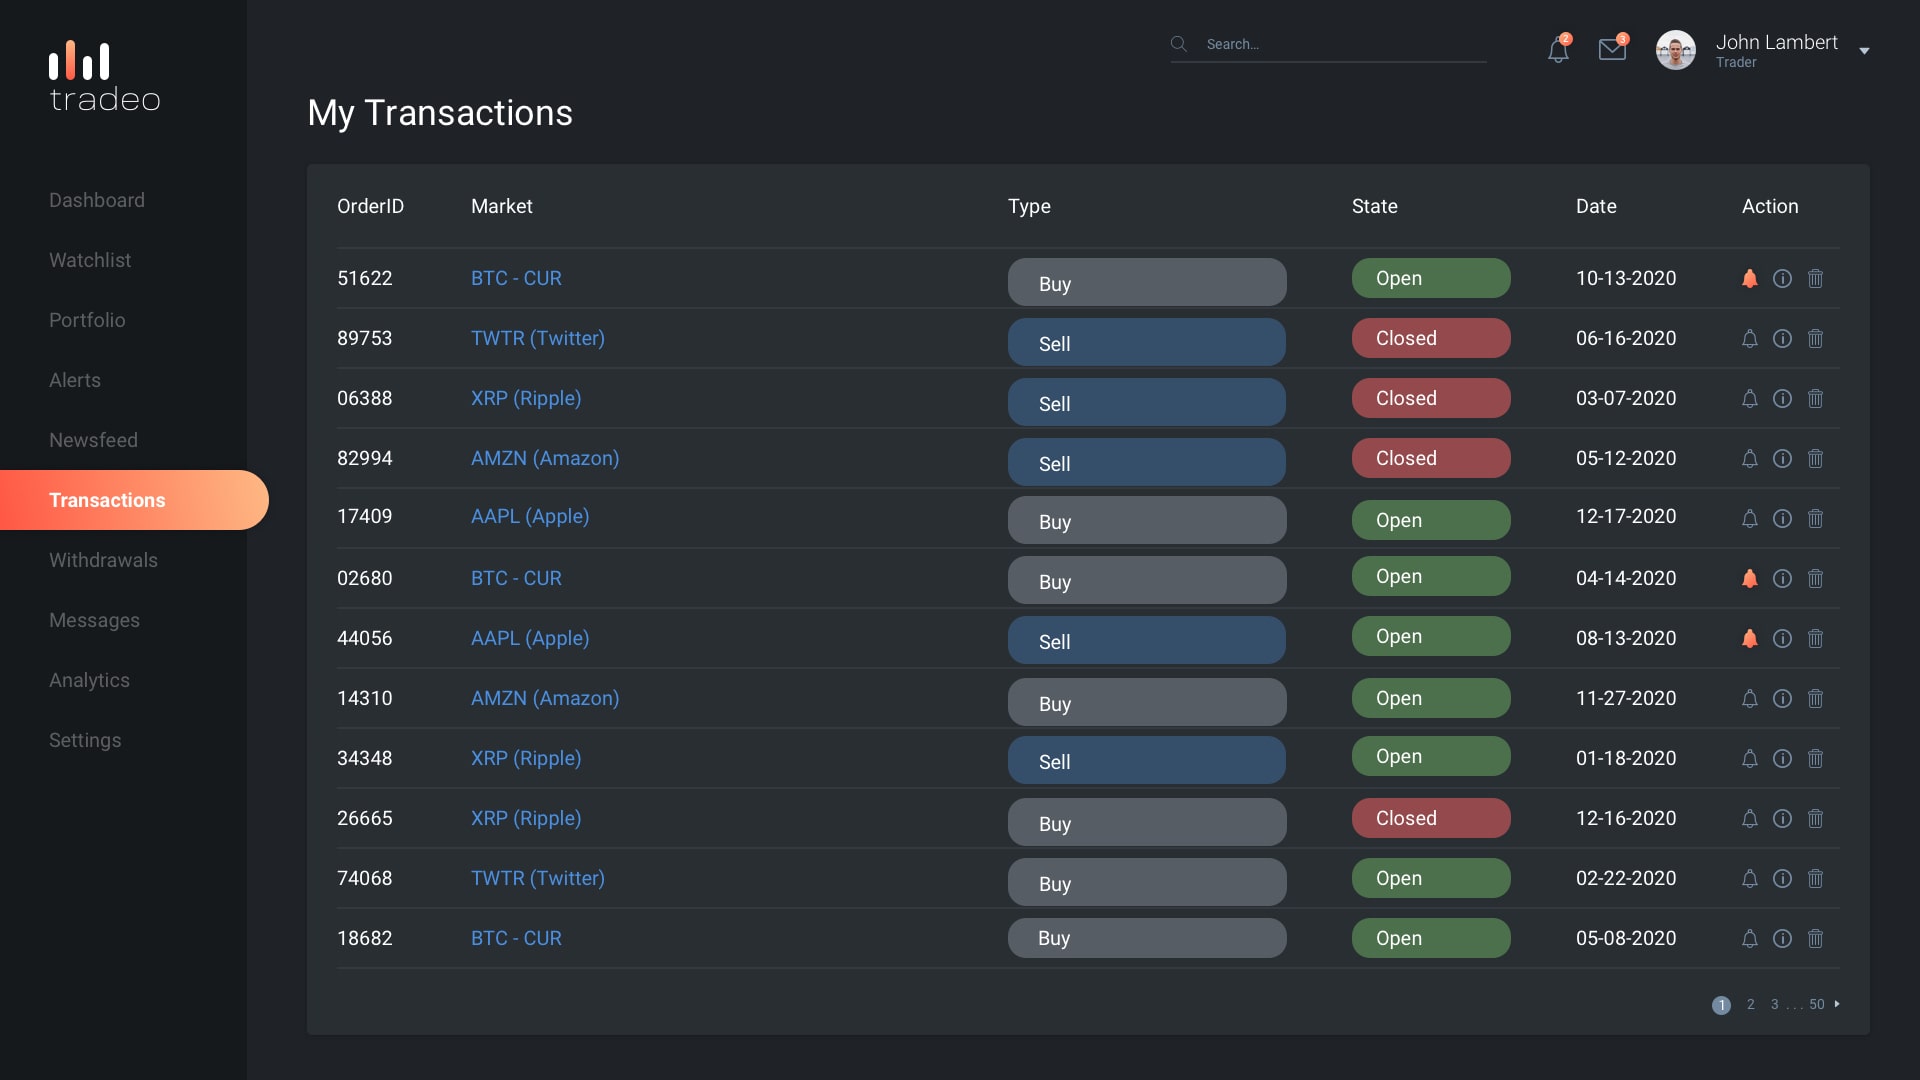 tradeo
Search...
2
3
John Lambert
Trader
My Transactions
Dashboard
Watchlist
Portfolio
Alerts
Newsfeed
Transactions
Withdrawals
Messages
Analytics
Settings
OrderID Market Type State Date Action
51622 BTC - CUR Buy Open 10-13-2020
89753 TWTR (Twitter) Sell Closed 06-16-2020
06388 XRP (Ripple) Sell Closed 03-07-2020
82994 AMZN (Amazon) Sell Closed 05-12-2020
17409 AAPL (Apple) Buy Open 12-17-2020
02680 BTC - CUR Buy Open 04-14-2020
44056 AAPL (Apple) Sell Open 08-13-2020
14310 AMZN (Amazon) Buy Open 11-27-2020
34348 XRP (Ripple) Sell Open 01-18-2020
26665 XRP (Ripple) Buy Closed 12-16-2020
74068 TWTR (Twitter) Buy Open 02-22-2020
18682 BTC - CUR Buy Open 05-08-2020
1 2 3 ... 50